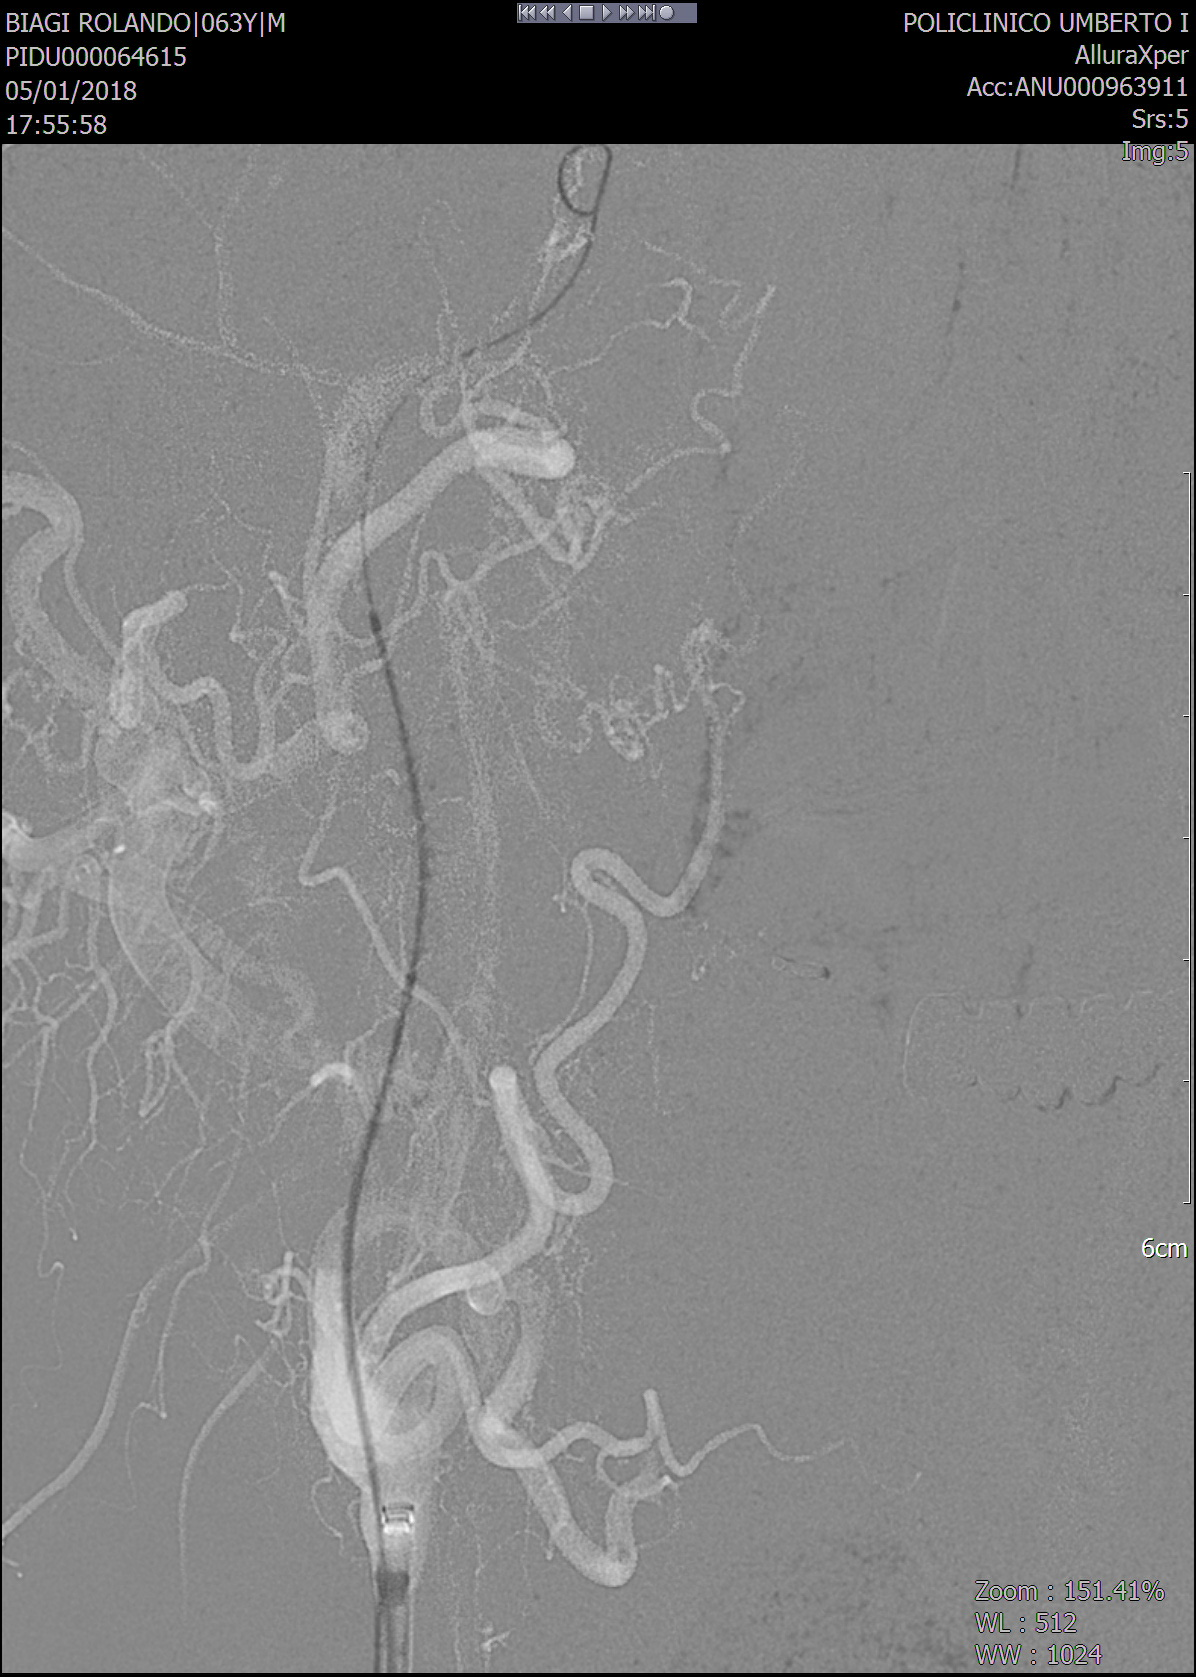 BIAGI ROLANDO|063Y|M
PIDU000064615
05/01/2018
17:55:58
POLICLINICO UMBERTO I
AlluraXper
Acc:ANU000963911
Srs:5
Img:5
6cm
Zoom : 151.41%
WL : 512
WW : 1024